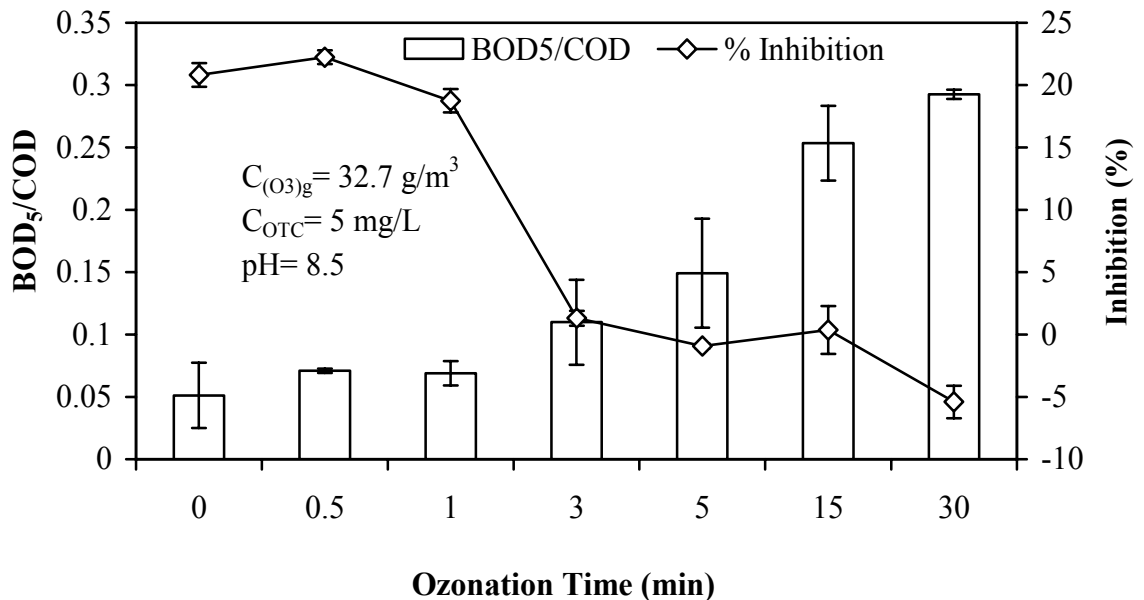 BOD5/COD % Inhibition
0.35
0.3
0.25
0.2
0.15
0.1
0.05
0
BOD₅/COD
C(O3)g= 32.7 g/m³
COTC= 5 mg/L
pH= 8.5
25
20
15
10
5
0
-5
-10
Inhibition (%)
0 0.5 1 3 5 15 30
Ozonation Time (min)